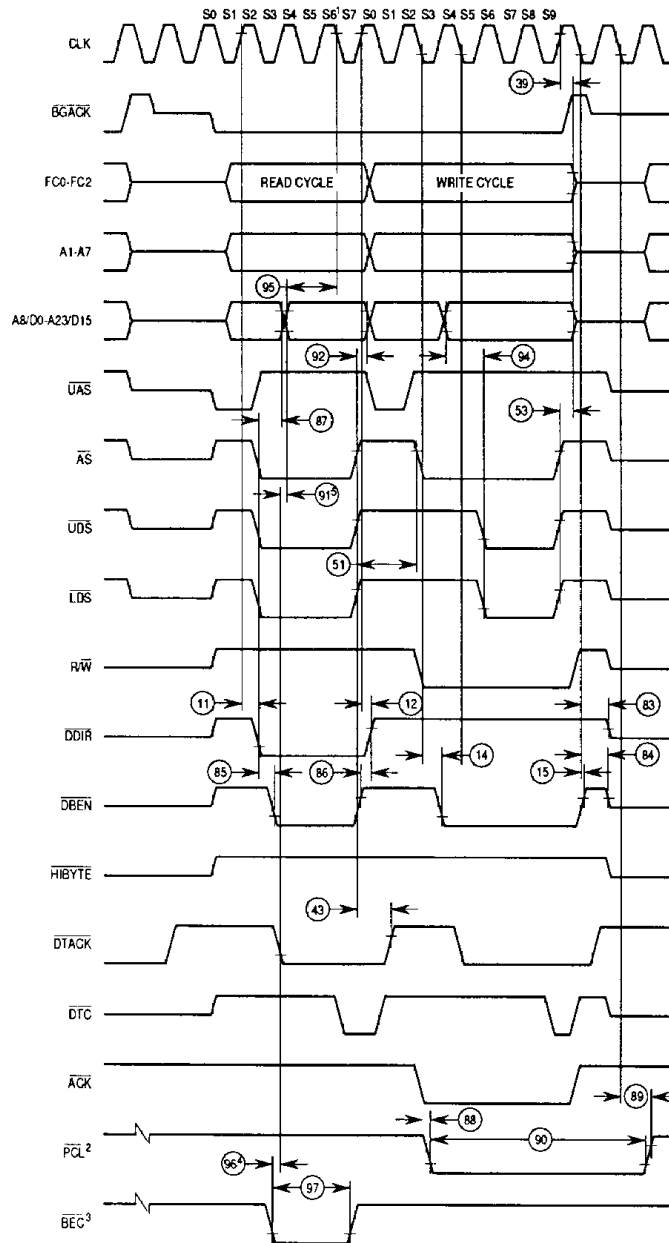 S0 S1 S2 S3 S4 S5 S6¹ S7 S0 S1 S2 S3 S4 S5 S6 S7 S8 S9
CLK
39
BGACK
FC0-FC2 READ CYCLE WRITE CYCLE
A1-A7
95
A8/D0-A23/D15
92 94
UAS
87 53
AS
91⁵
UDS
51
LDS
R/W
11 12 83
DDIR
85 86 14 15 84
DBEN
HIBYTE
43
DTACK
DTC
ACK
89
88
PCL² 90
96⁴ 97
BEC³